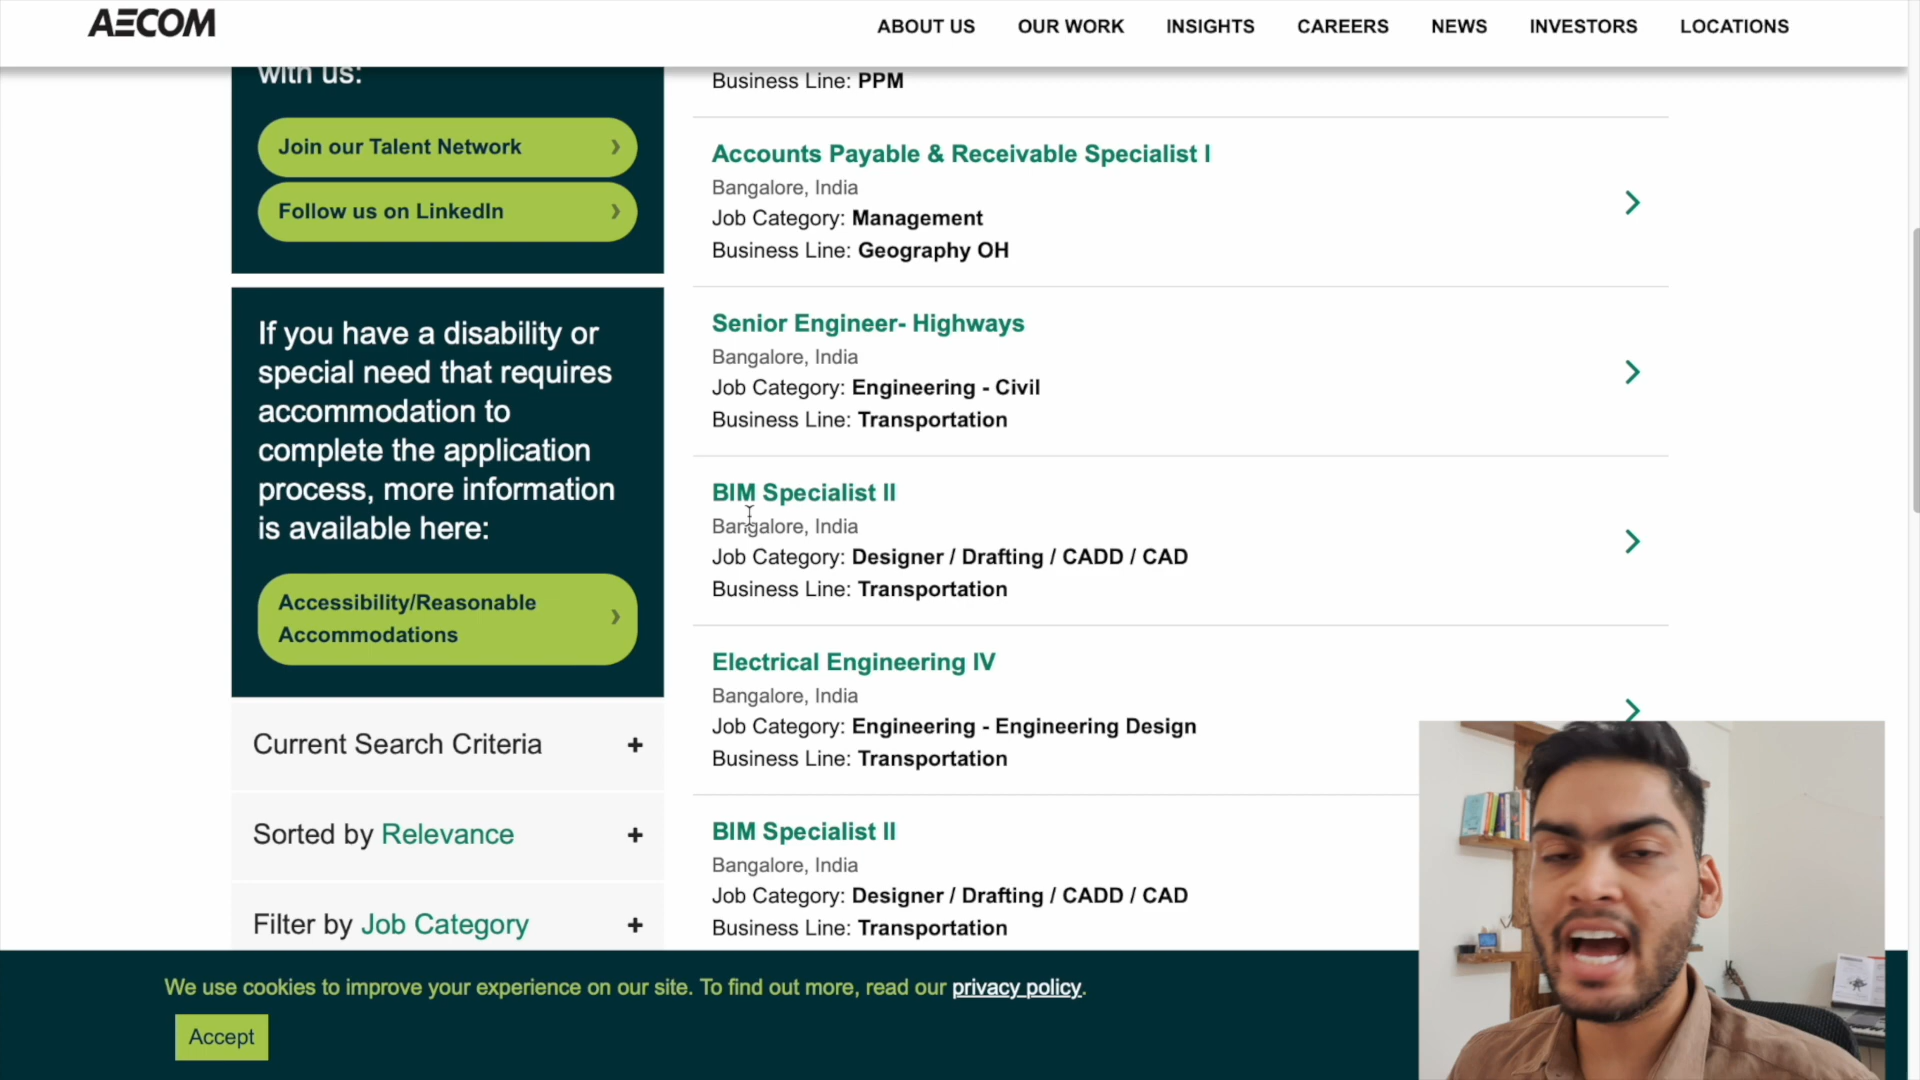 AECOM
ABOUT US
OUR WORK
INSIGHTS
CAREERS
NEWS
INVESTORS
LOCATIONS
with us:
Join our Talent Network
Follow us on LinkedIn
If you have a disability or
special need that requires
accommodation to
complete the application
process, more information
is available here:
Accessibility/Reasonable
Accommodations
Current Search Criteria
Sorted by Relevance
Filter by Job Category
Business Line: PPM
Accounts Payable & Receivable Specialist I
Bangalore, India
Job Category: Management
Business Line: Geography OH
Senior Engineer- Highways
Bangalore, India
Job Category: Engineering - Civil
Business Line: Transportation
BIM Specialist II
Bangalore, India
Job Category: Designer / Drafting / CADD / CAD
Business Line: Transportation
Electrical Engineering IV
Bangalore, India
Job Category: Engineering - Engineering Design
Business Line: Transportation
BIM Specialist II
Bangalore, India
Job Category: Designer / Drafting / CADD / CAD
Business Line: Transportation
We use cookies to improve your experience on our site. To find out more, read our privacy policy.
Accept